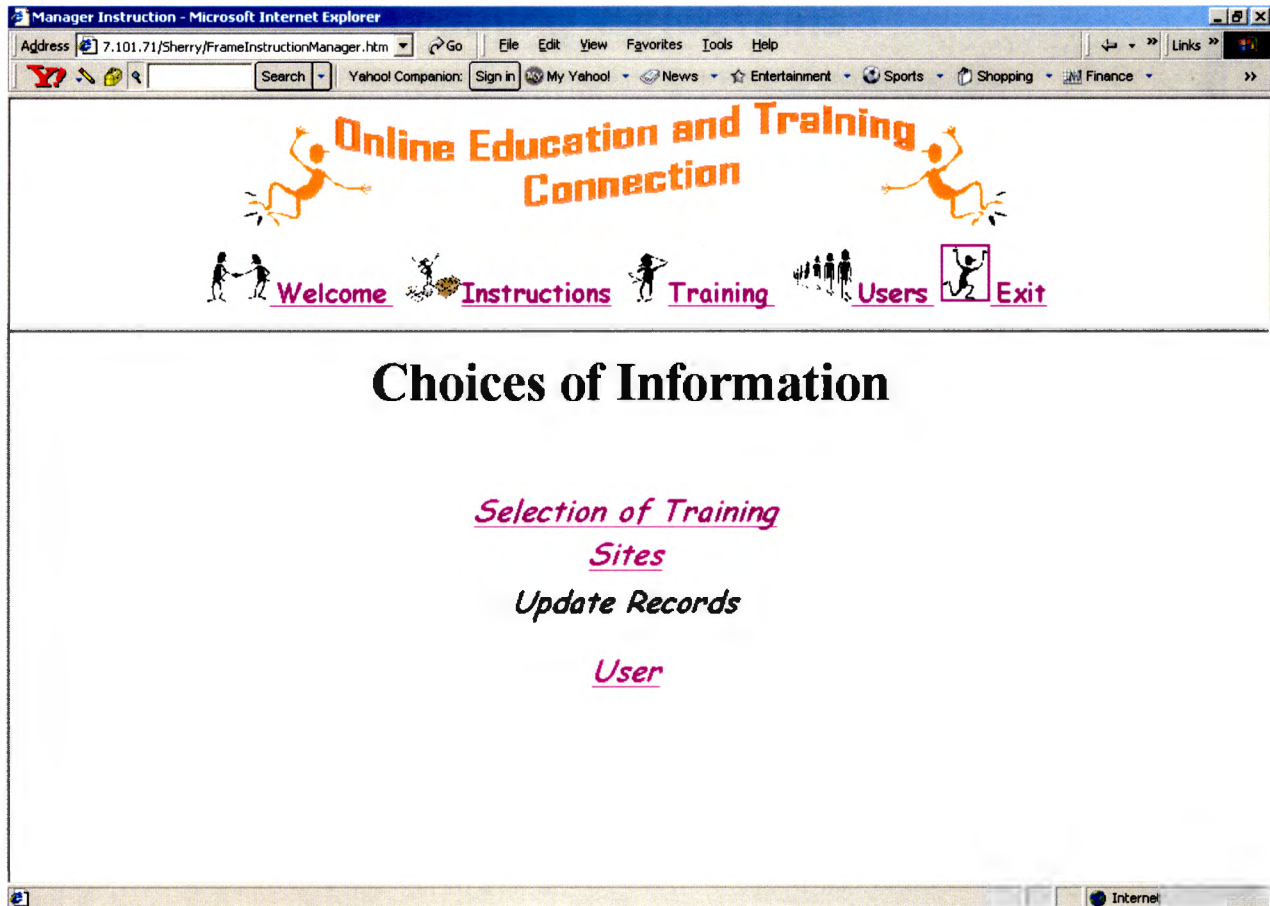 Manager Instruction - Microsoft Internet Explorer
Address 7.101.71/Sherry/FrameInstructionManager.htm Go File Edit View Favorites Tools Help Links »
Y? Search Yahoo! Companion: Sign in My Yahoo! News Entertainment Sports Shopping Finance »
Online Education and Training
Connection
Welcome Instructions Training Users Exit
Choices of Information
Selection of Training
Sites
Update Records
User
Internet